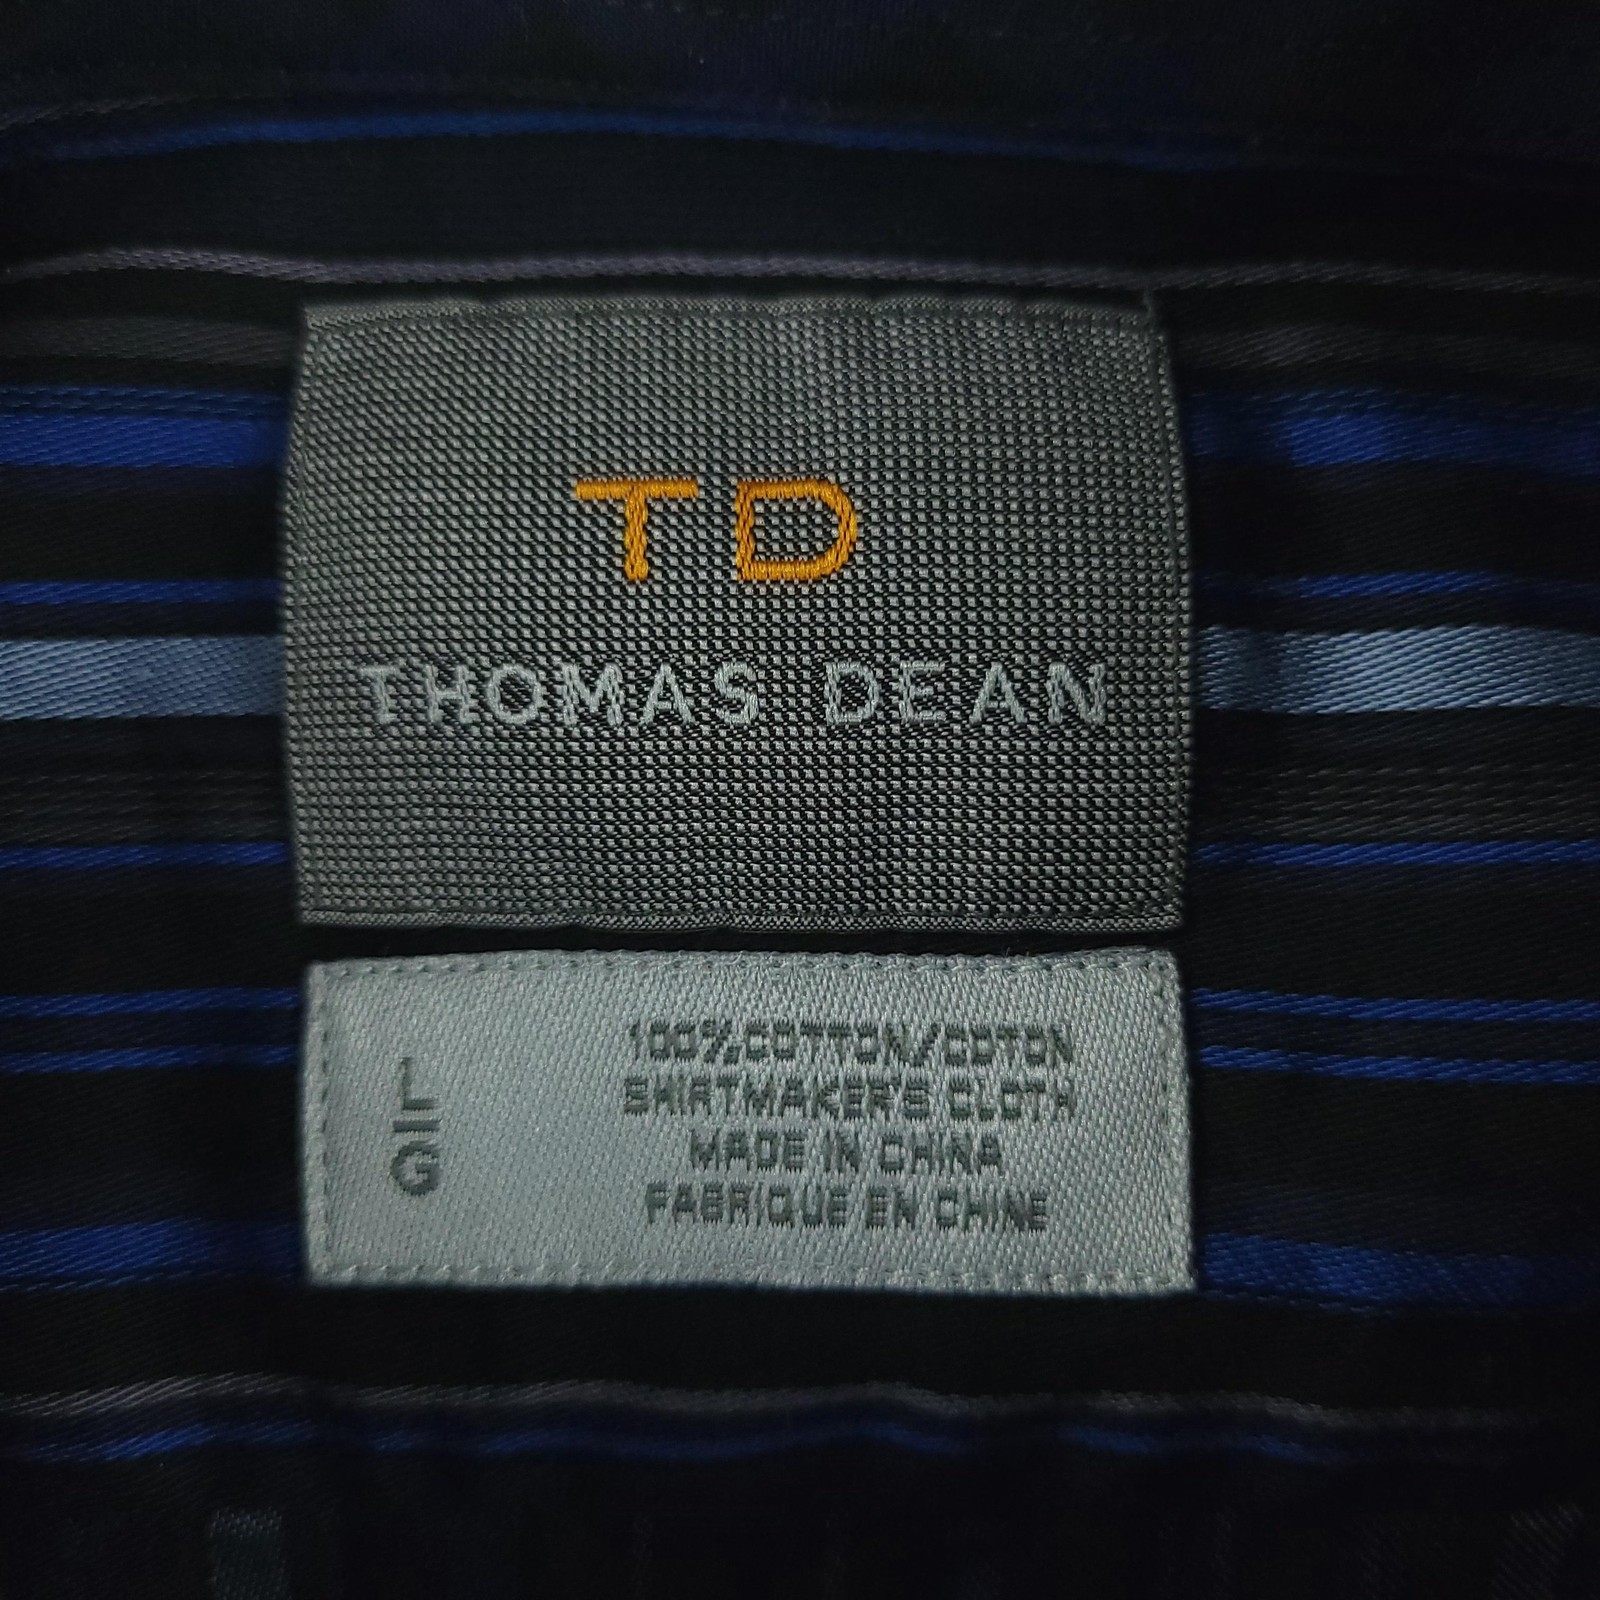 TD
THOMAS DEAN
L
G
100% COTTON/COTON
SHIRTMAKER'S CLOTH
MADE IN CHINA
FABRIQUE EN CHINE